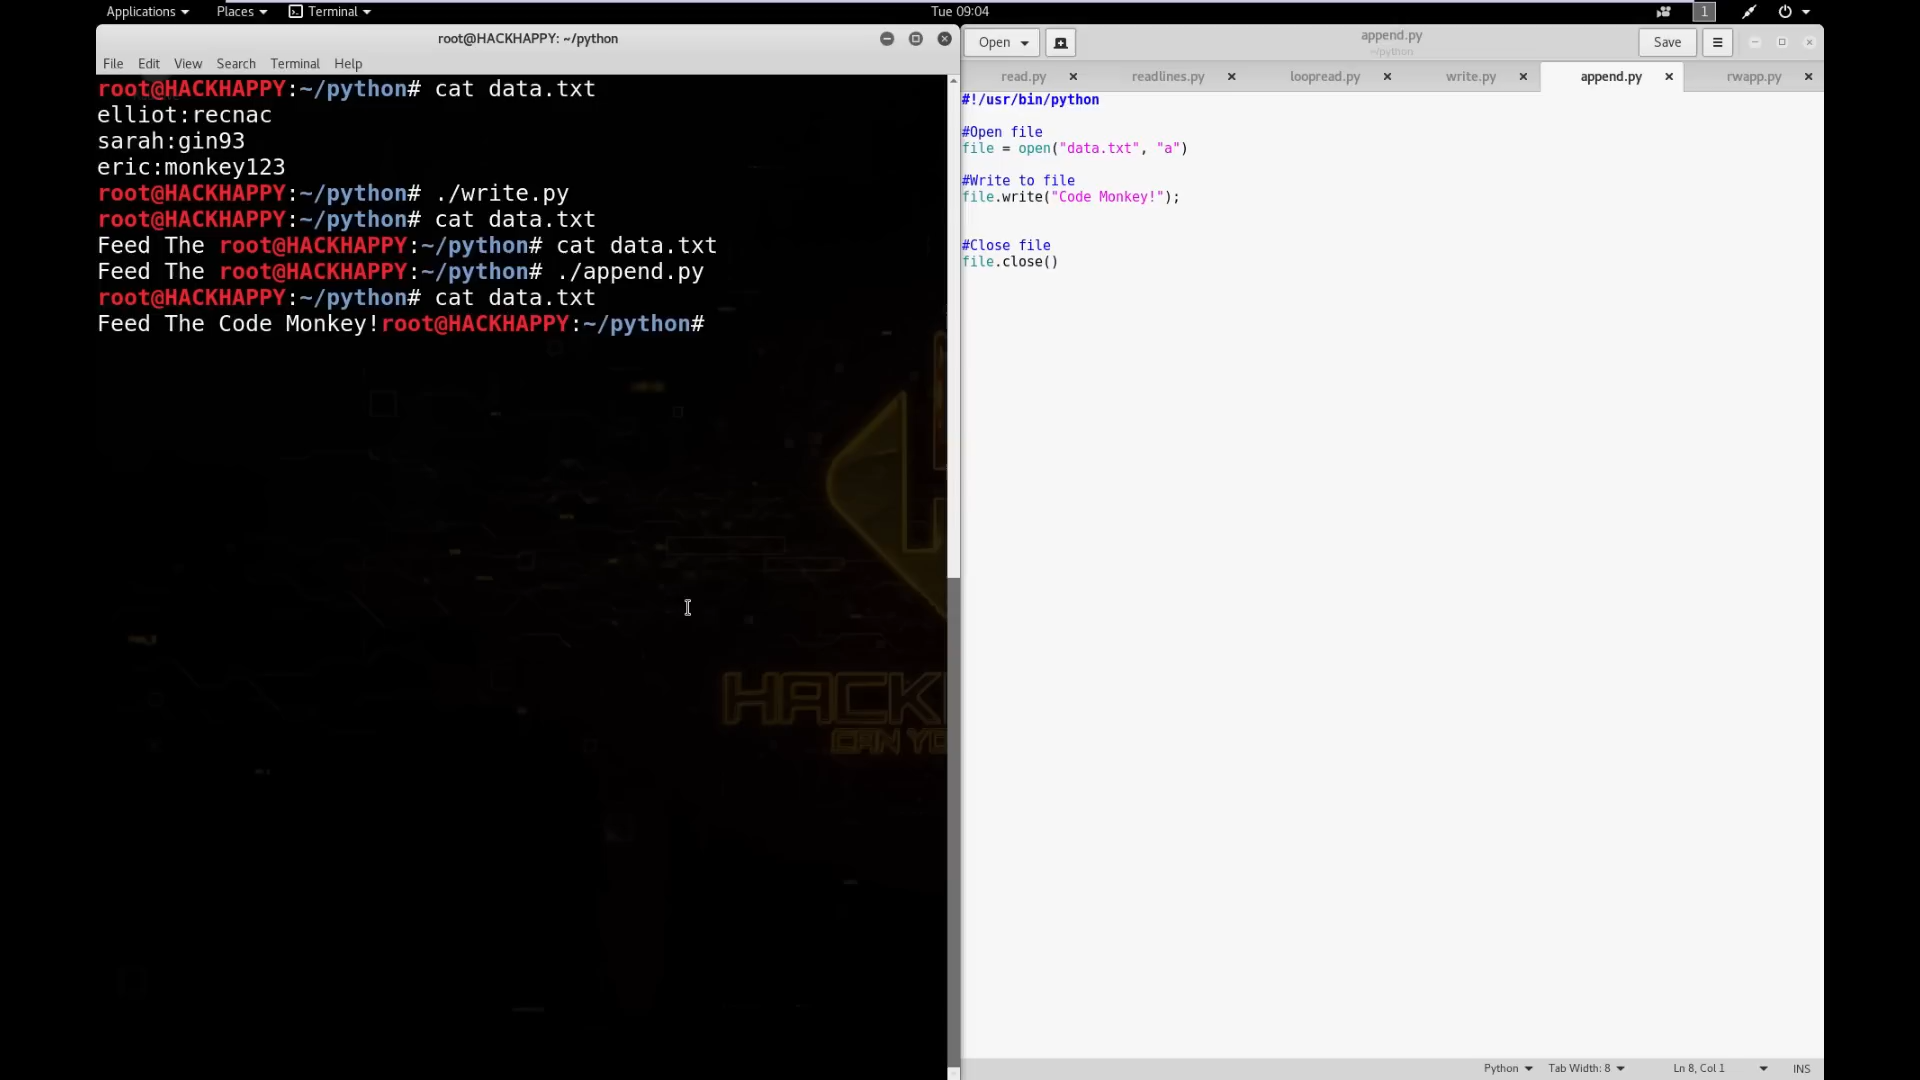 Applications Places Terminal Tue 09:04 1
root@HACKHAPPY: ~/python
File Edit View Search Terminal Help
root@HACKHAPPY:~/python# cat data.txt
elliot:recnac
sarah:gin93
eric:monkey123
root@HACKHAPPY:~/python# ./write.py
root@HACKHAPPY:~/python# cat data.txt
Feed The root@HACKHAPPY:~/python# cat data.txt
Feed The root@HACKHAPPY:~/python# ./append.py
root@HACKHAPPY:~/python# cat data.txt
Feed The Code Monkey!root@HACKHAPPY:~/python#
HACK
CAN YO
Open append.py Save
~/python
read.py readlines.py loopread.py write.py append.py rwapp.py
#!/usr/bin/python
#Open file
file = open("data.txt", "a")
#Write to file
file.write("Code Monkey!");
#Close file
file.close()
Python Tab Width: 8 Ln 8, Col 1 INS